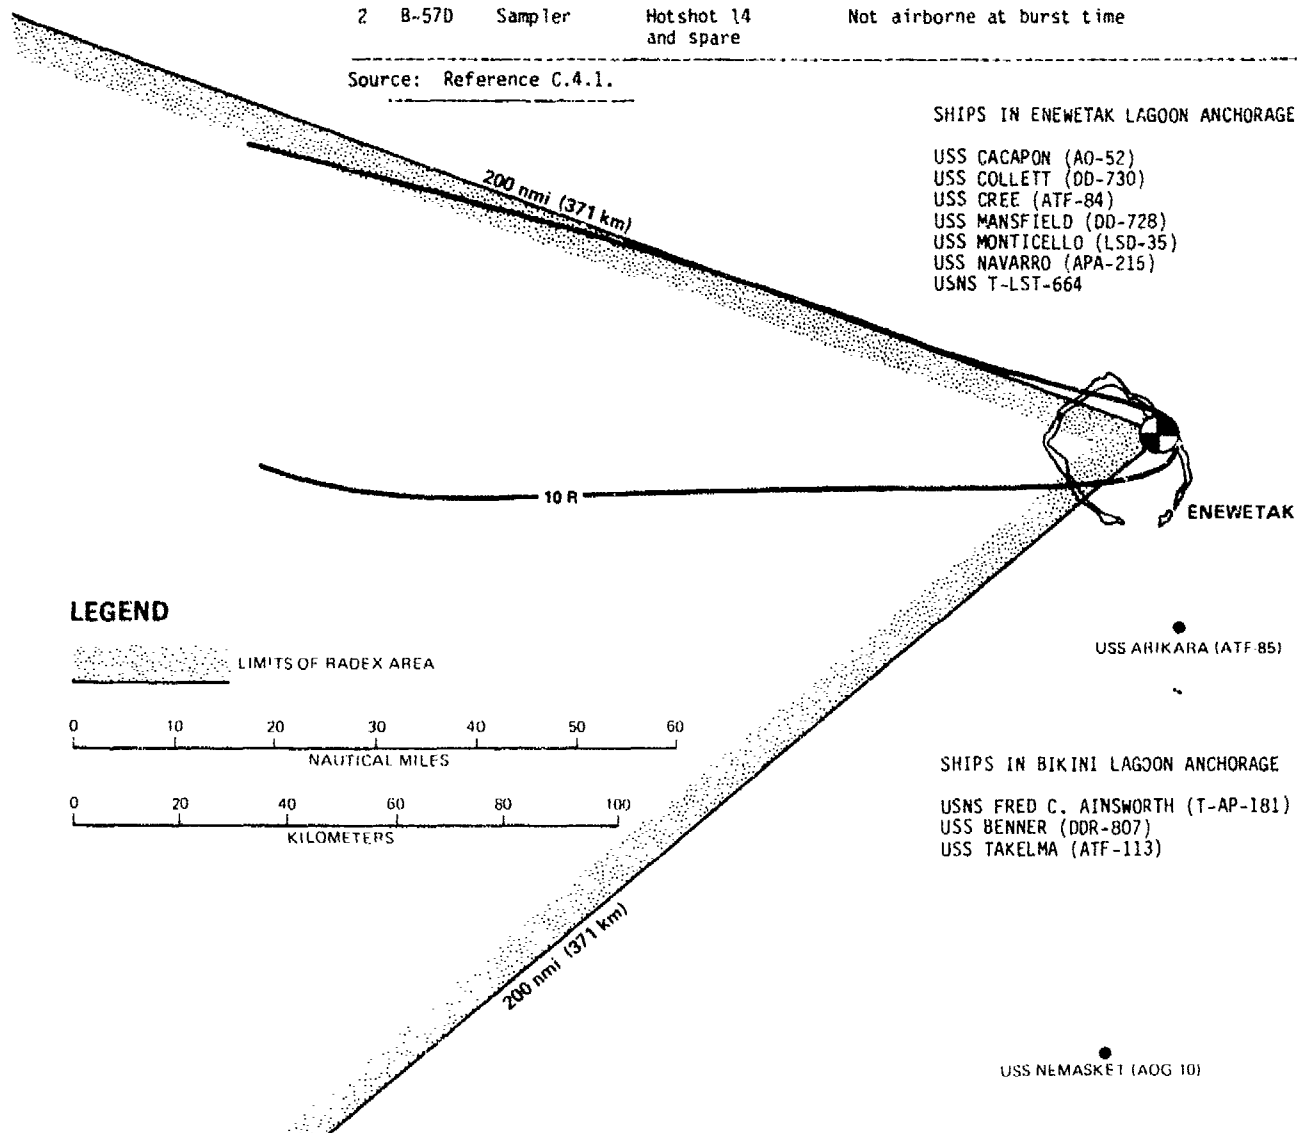 2 B-57D Sampler Hotshot 14 Not airborne at burst time
and spare
Source: Reference C.4.1.
SHIPS IN ENEWETAK LAGOON ANCHORAGE
USS CACAPON (AO-52)
USS COLLETT (DD-730)
USS CREE (ATF-84)
USS MANSFIELD (DD-728)
USS MONTICELLO (LSD-35)
USS NAVARRO (APA-215)
USNS T-LST-664
200 nmi (371 km)
10 R
ENEWETAK
LEGEND
LIMITS OF RADEX AREA
0 10 20 30 40 50 60
NAUTICAL MILES
0 20 40 60 80 100
KILOMETERS
USS ARIKARA (ATF-85)
SHIPS IN BIKINI LAGOON ANCHORAGE
USNS FRED C. AINSWORTH (T-AP-181)
USS BENNER (DDR-807)
USS TAKELMA (ATF-113)
200 nmi (371 km)
USS NEMASKET (AOG 10)